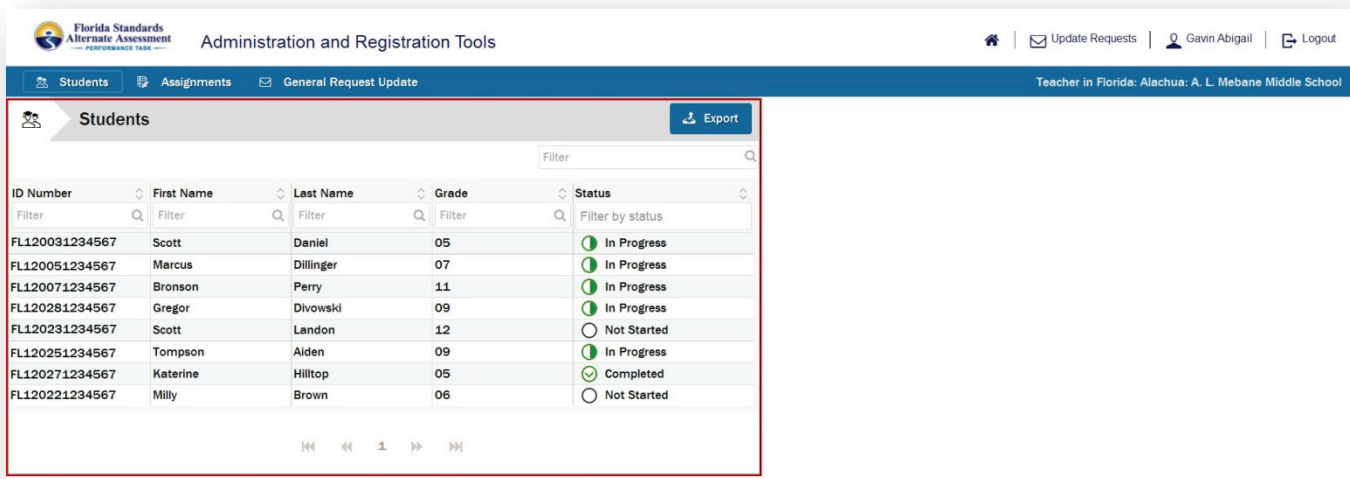 Florida Standards
Alternate Assessment
PERFORMANCE TASK
Administration and Registration Tools
Update Requests Gavin Abigail Logout
Students Assignments General Request Update Teacher in Florida: Alachua: A. L. Mebane Middle School
Students Export
Filter
ID Number First Name Last Name Grade Status
Filter Filter Filter Filter Filter by status
FL120031234567 Scott Daniel 05 In Progress
FL120051234567 Marcus Dillinger 07 In Progress
FL120071234567 Bronson Perry 11 In Progress
FL120281234567 Gregor Divowski 09 In Progress
FL120231234567 Scott Landon 12 Not Started
FL120251234567 Tompson Aiden 09 In Progress
FL120271234567 Katerine Hilltop 05 Completed
FL120221234567 Milly Brown 06 Not Started
1